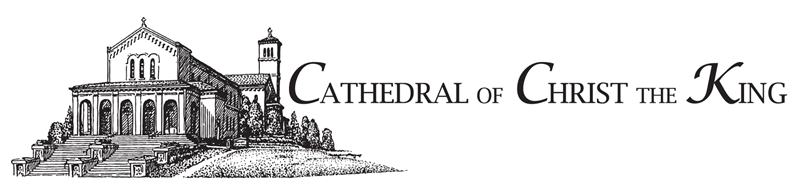 Cathedral of Christ the King